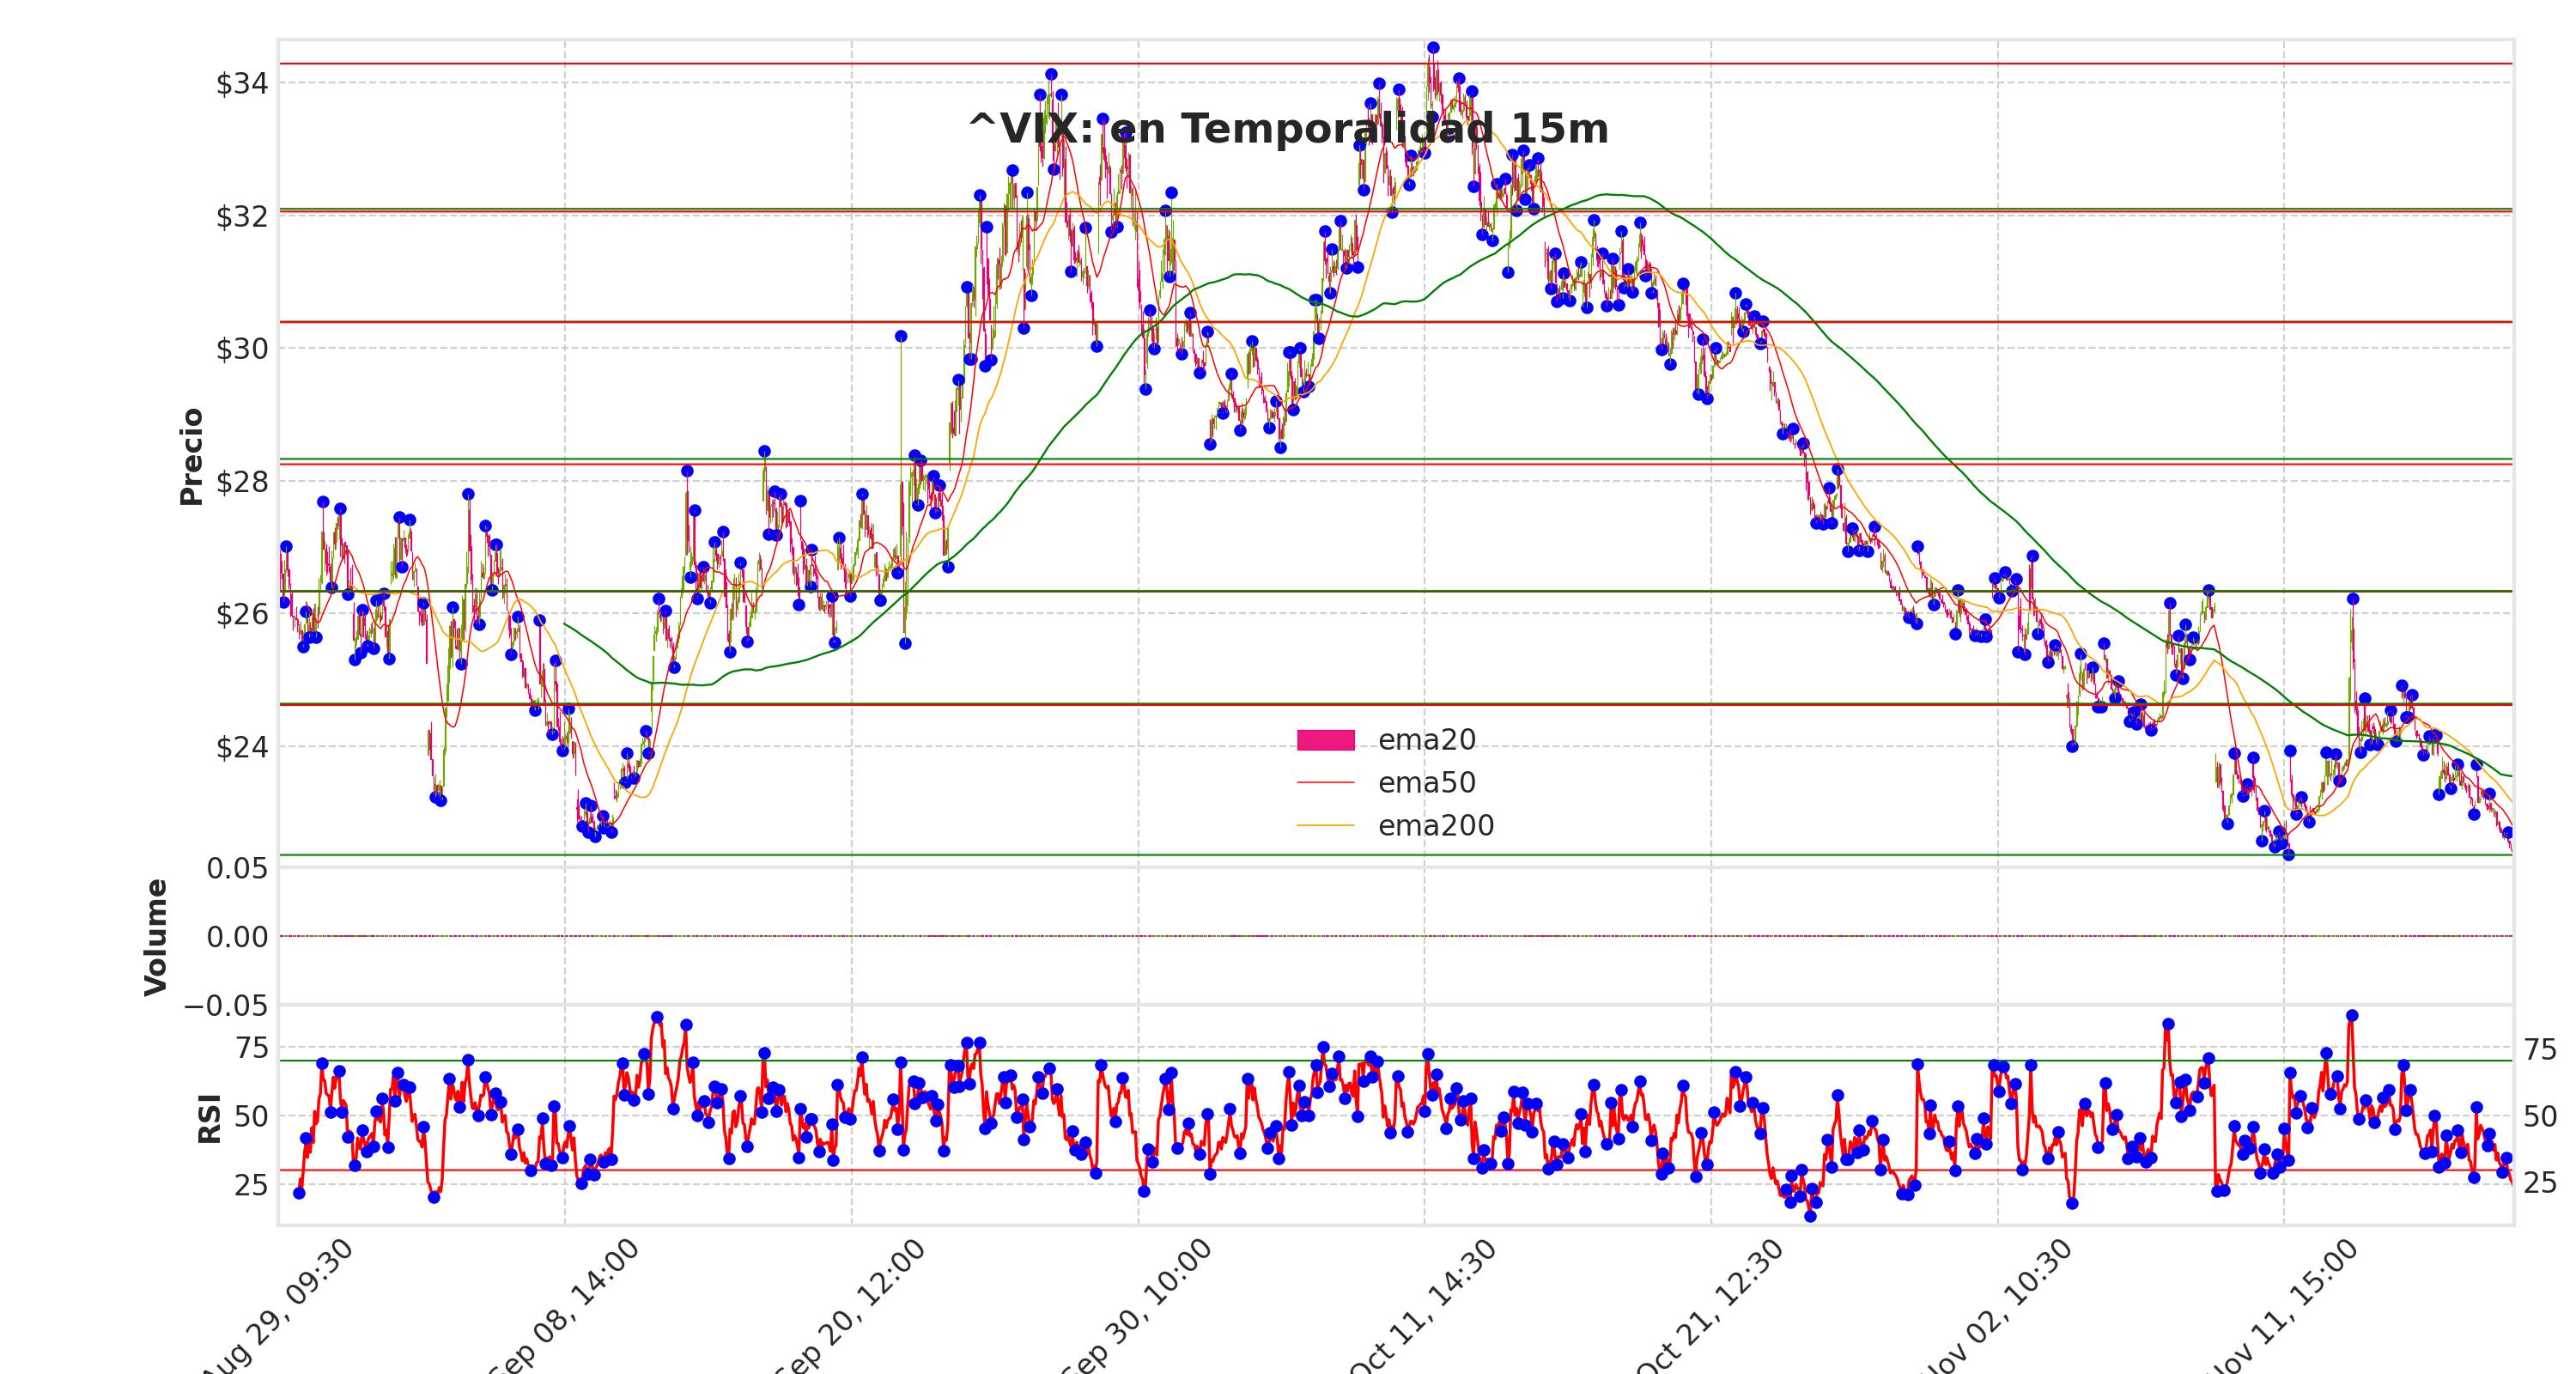 ^VIX: en Temporalidad 15m
Precio
$34
$32
$30
$28
$26
$24
ema20
ema50
ema200
Volume
0.05
0.00
−0.05
RSI
75
50
25
75
50
25
Aug 29, 09:30
Sep 08, 14:00
Sep 20, 12:00
Sep 30, 10:00
Oct 11, 14:30
Oct 21, 12:30
Nov 02, 10:30
Nov 11, 15:00